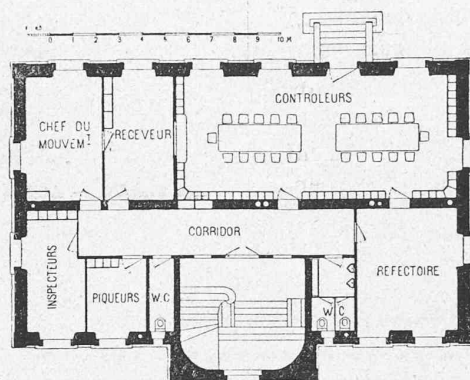 0 1 2 3 4 5 6 7 8 9 10 M
CONTROLEURS
CHEF DU
MOUVEMT
RECEVEUR
CORRIDOR
INSPECTEURS
PIQUEURS
W.C
W.C
REFECTOIRE